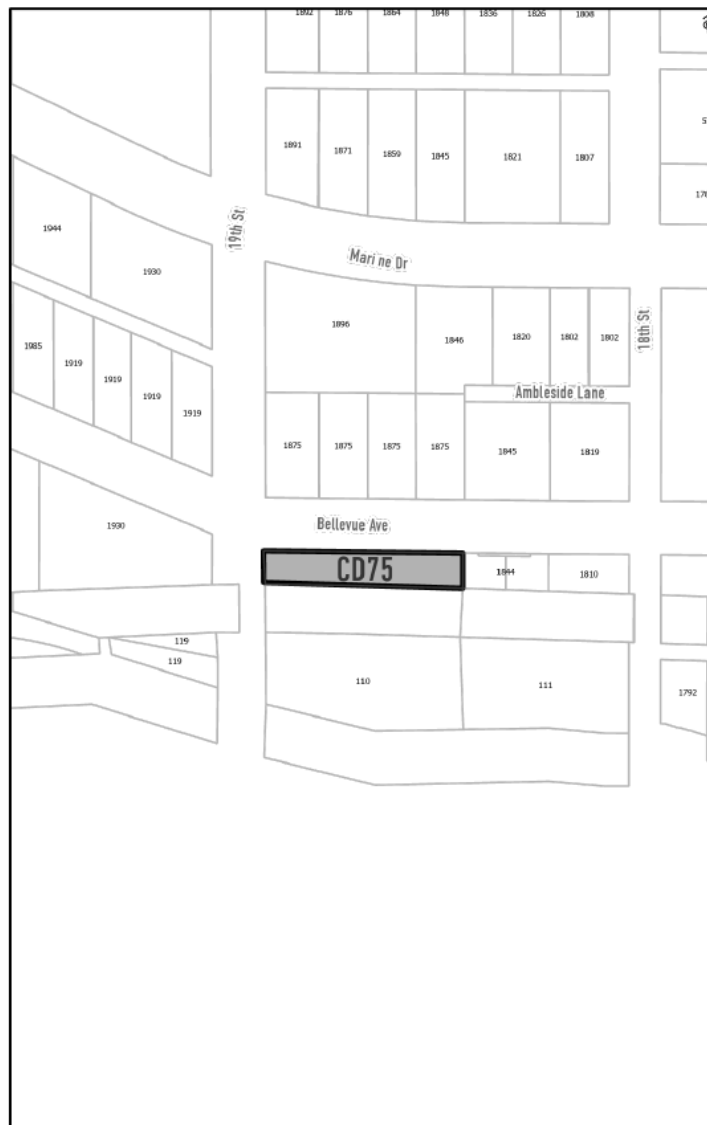 1892 1876 1864 1848 1836 1826 1808
1891 1871 1859 1845 1821 1807
19th St
1944
1930
Marine Dr
1896 1846 1820 1802 1802
18th St
1985 1919 1919 1919 1919
Ambleside Lane
1875 1875 1875 1875 1845 1819
Bellevue Ave
1930
CD75
1844 1810
119
119
110 111
1792